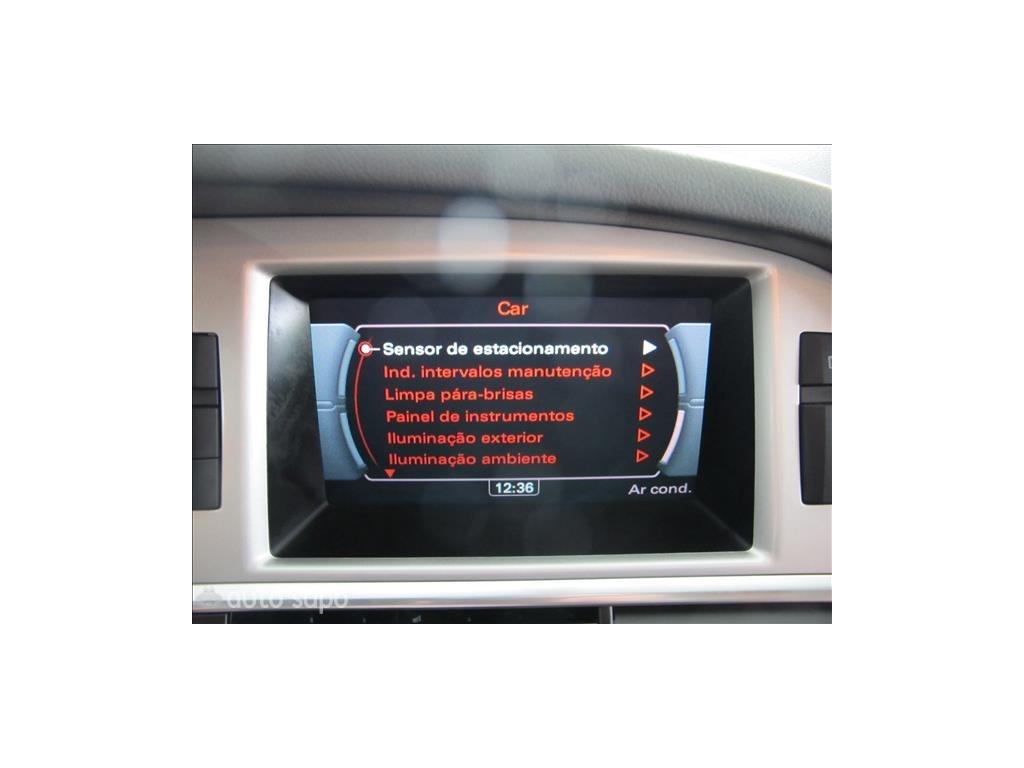 Car
Sensor de estacionamento
Ind. intervalos manutenção
Limpa pára-brisas
Painel de instrumentos
Iluminação exterior
Iluminação ambiente
12:36
Ar cond.
auto sapo